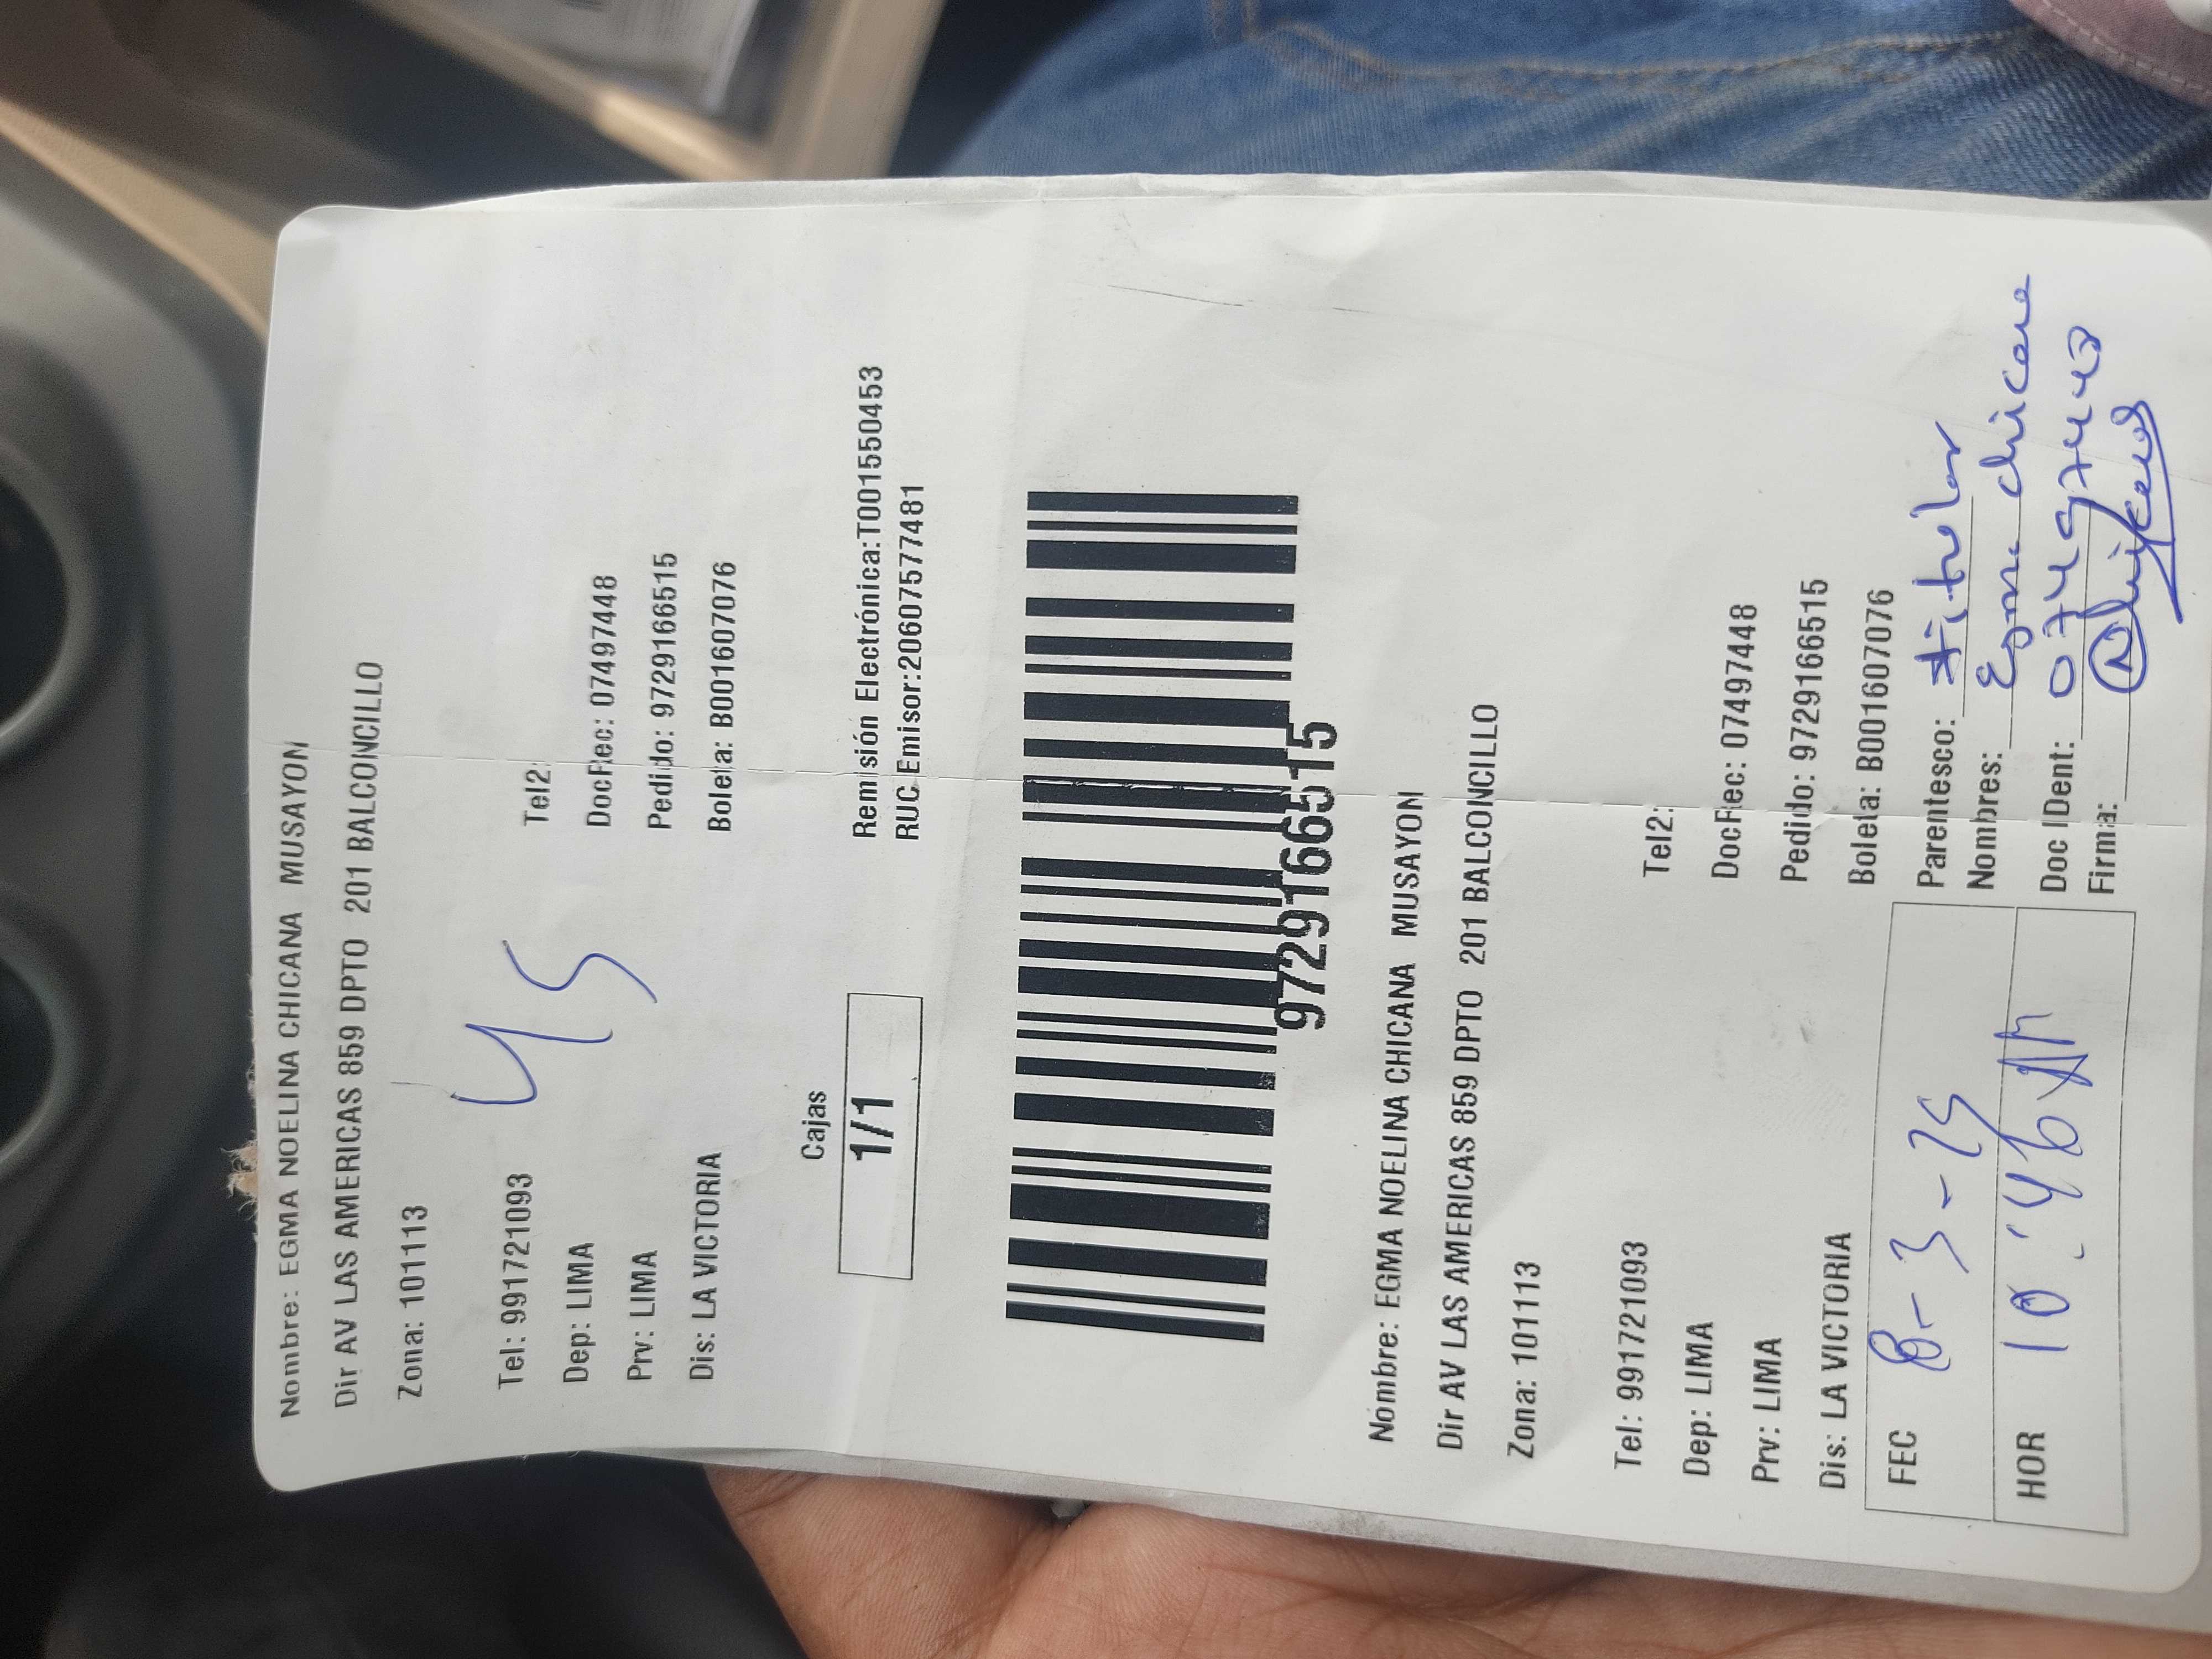 Nombre: EGMA NOELINA CHICANA MUSAYON
Dir AV LAS AMERICAS 859 DPTO 201 BALCONCILLO
Zona: 101113
45
Tel: 991721093 Tel2:
Dep: LIMA DocRec: 07497448
Prv: LIMA Pedido: 9729166515
Dis: LA VICTORIA Boleta: B001607076
Cajas
1/1
Remisión Electrónica:T001550453
RUC Emisor:20607577481
9729166515
Nombre: EGMA NOELINA CHICANA MUSAYON
Dir AV LAS AMERICAS 859 DPTO 201 BALCONCILLO
Zona: 101113
Tel: 991721093 Tel2:
Dep: LIMA DocRec: 07497448
Prv: LIMA Pedido: 9729166515
Dis: LA VICTORIA Boleta: B001607076
FEC 8-3-25
HOR 10:46
Parentesco: titular
Nombres: Egma chicana
Doc IDent: 07497448
Firma: